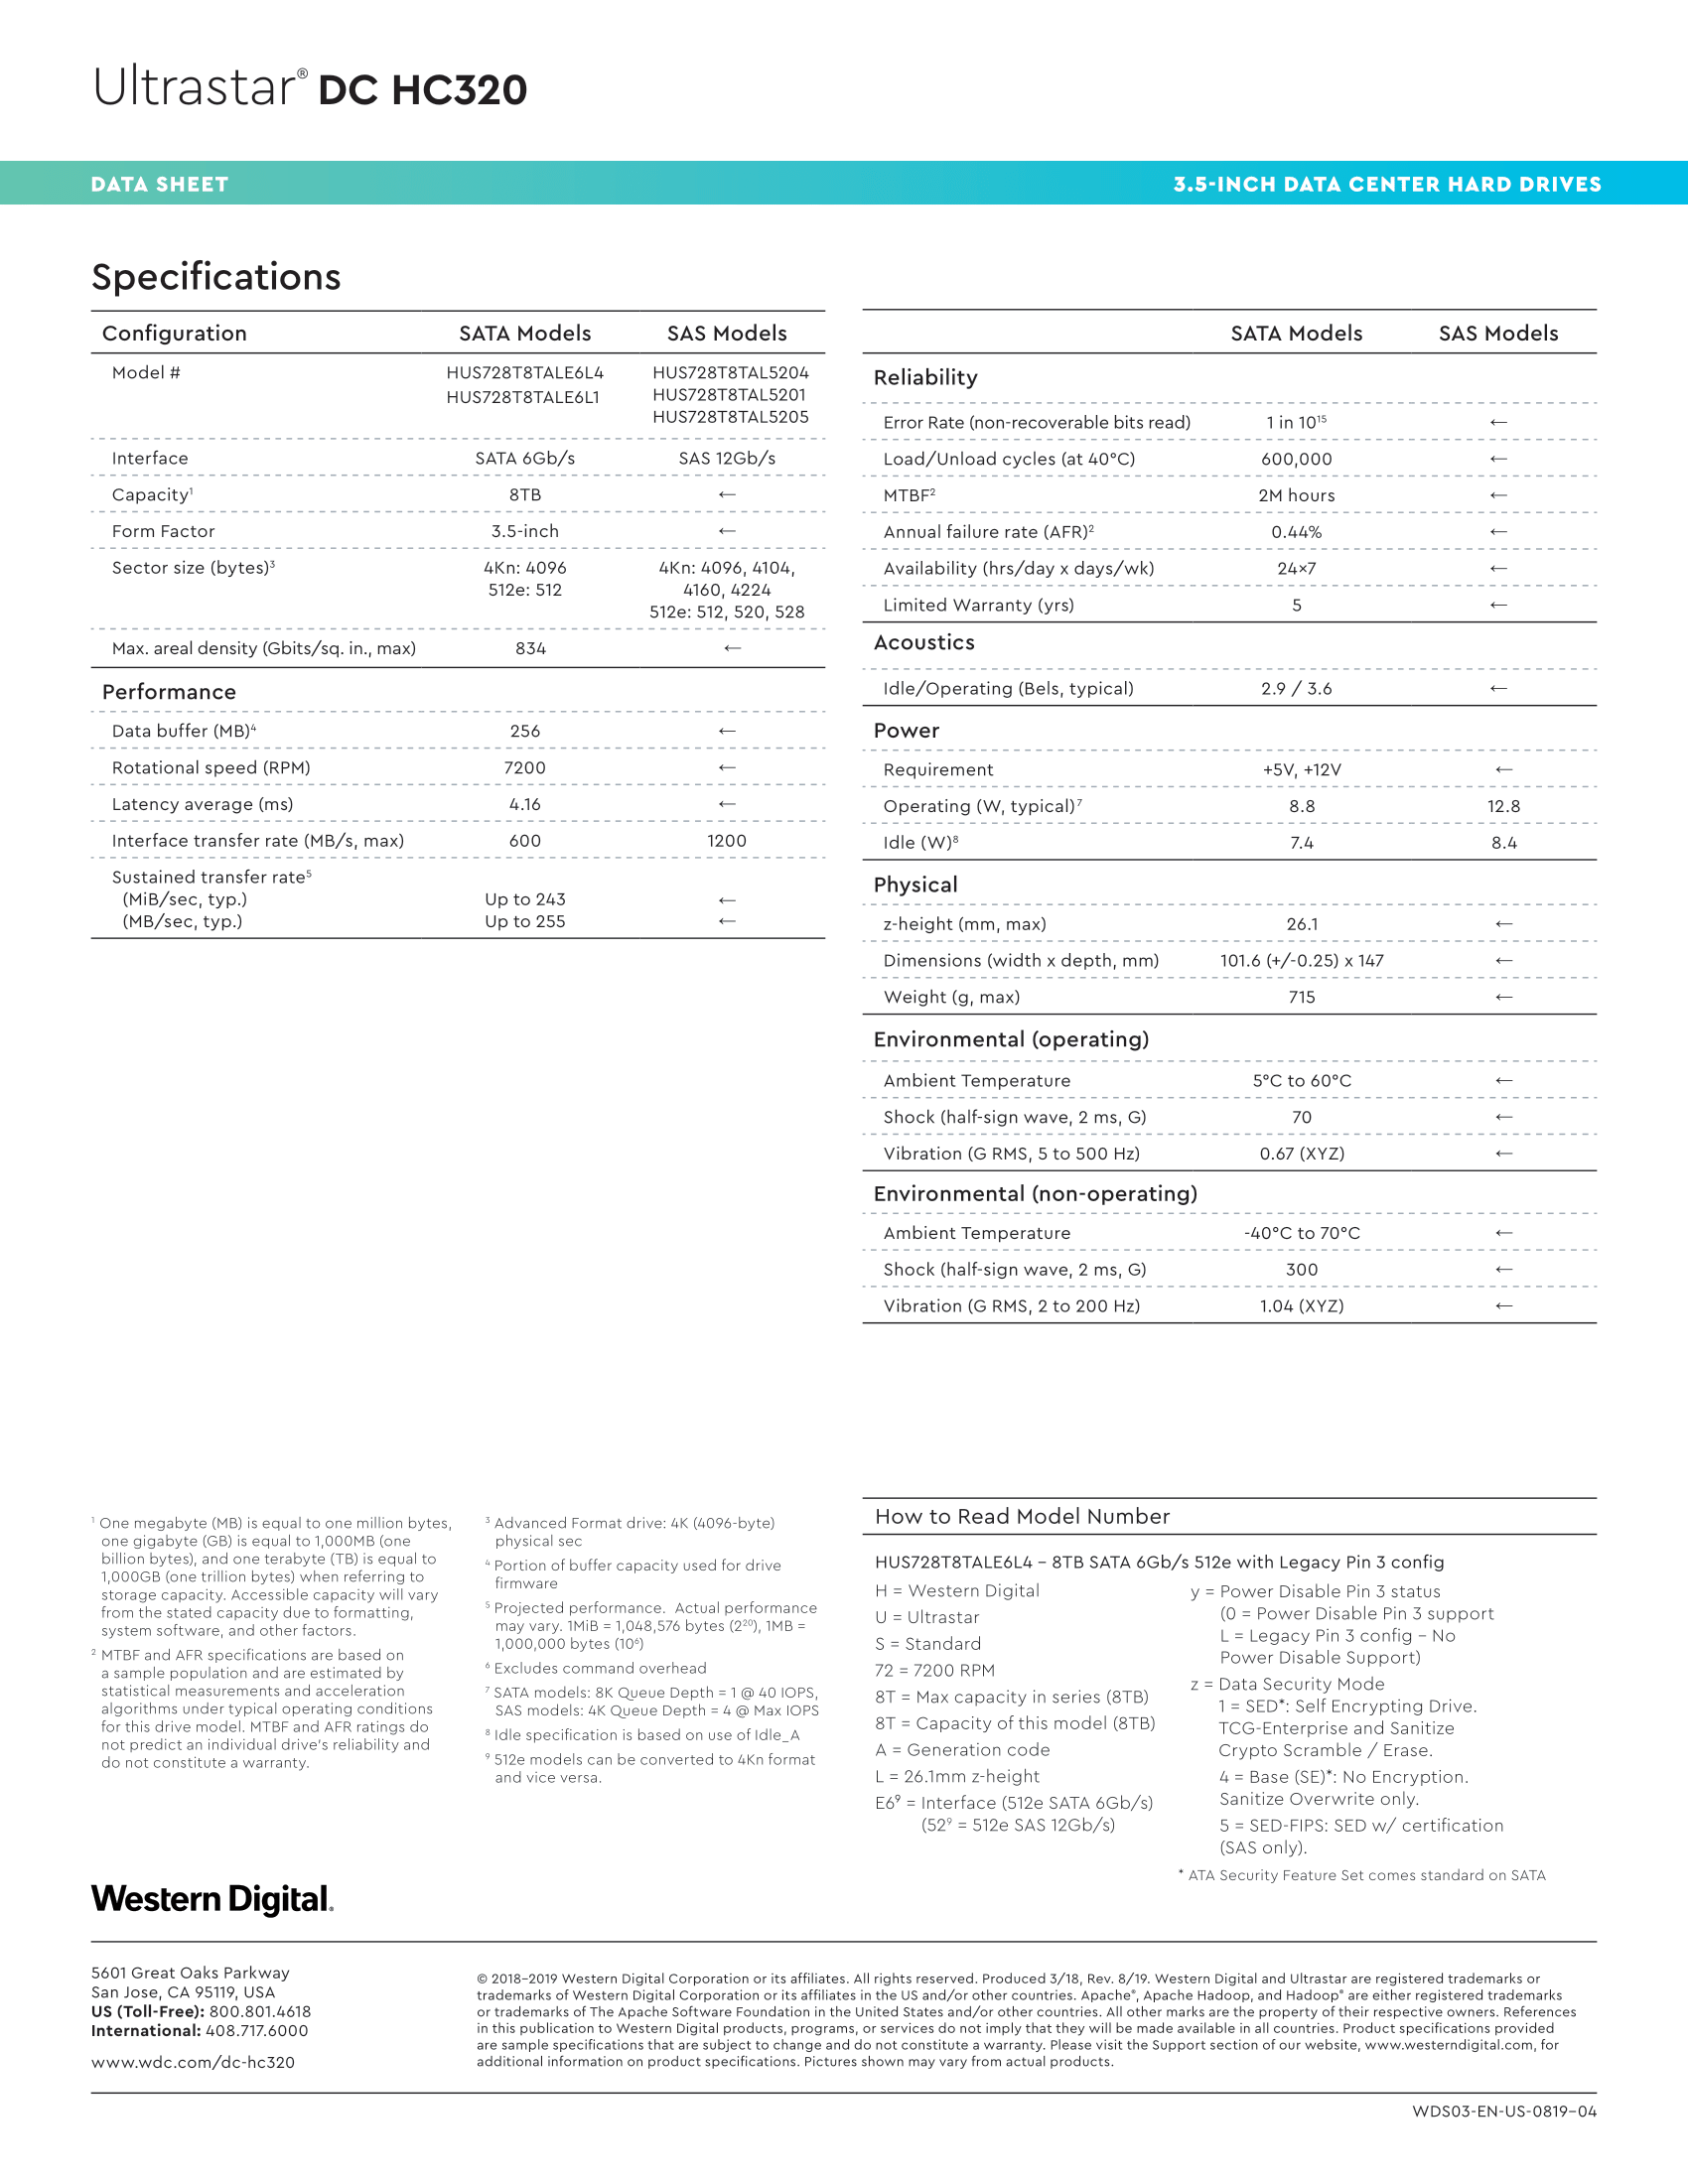 Ultrastar® DC HC320
DATA SHEET
3.5-INCH DATA CENTER HARD DRIVES
Specifications
Configuration SATA Models SAS Models
Model # HUS728T8TALE6L4 HUS728T8TAL5204
HUS728T8TALE6L1 HUS728T8TAL5201
HUS728T8TAL5205
Interface SATA 6Gb/s SAS 12Gb/s
Capacity¹ 8TB ←
Form Factor 3.5-inch ←
Sector size (bytes)³ 4Kn: 4096 4Kn: 4096, 4104,
512e: 512 4160, 4224
512e: 512, 520, 528
Max. areal density (Gbits/sq. in., max) 834 ←
Performance
Data buffer (MB)⁴ 256 ←
Rotational speed (RPM) 7200 ←
Latency average (ms) 4.16 ←
Interface transfer rate (MB/s, max) 600 1200
Sustained transfer rate⁵
(MiB/sec, typ.) Up to 243 ←
(MB/sec, typ.) Up to 255 ←
SATA Models SAS Models
Reliability
Error Rate (non-recoverable bits read) 1 in 10¹⁵ ←
Load/Unload cycles (at 40°C) 600,000 ←
MTBF² 2M hours ←
Annual failure rate (AFR)² 0.44% ←
Availability (hrs/day x days/wk) 24×7 ←
Limited Warranty (yrs) 5 ←
Acoustics
Idle/Operating (Bels, typical) 2.9 / 3.6 ←
Power
Requirement +5V, +12V ←
Operating (W, typical)⁷ 8.8 12.8
Idle (W)⁸ 7.4 8.4
Physical
z-height (mm, max) 26.1 ←
Dimensions (width x depth, mm) 101.6 (+/-0.25) x 147 ←
Weight (g, max) 715 ←
Environmental (operating)
Ambient Temperature 5°C to 60°C ←
Shock (half-sign wave, 2 ms, G) 70 ←
Vibration (G RMS, 5 to 500 Hz) 0.67 (XYZ) ←
Environmental (non-operating)
Ambient Temperature -40°C to 70°C ←
Shock (half-sign wave, 2 ms, G) 300 ←
Vibration (G RMS, 2 to 200 Hz) 1.04 (XYZ) ←
¹ One megabyte (MB) is equal to one million bytes,
one gigabyte (GB) is equal to 1,000MB (one
billion bytes), and one terabyte (TB) is equal to
1,000GB (one trillion bytes) when referring to
storage capacity. Accessible capacity will vary
from the stated capacity due to formatting,
system software, and other factors.
² MTBF and AFR specifications are based on
a sample population and are estimated by
statistical measurements and acceleration
algorithms under typical operating conditions
for this drive model. MTBF and AFR ratings do
not predict an individual drive's reliability and
do not constitute a warranty.
³ Advanced Format drive: 4K (4096-byte)
physical sec
⁴ Portion of buffer capacity used for drive
firmware
⁵ Projected performance. Actual performance
may vary. 1MiB = 1,048,576 bytes (2²⁰), 1MB =
1,000,000 bytes (10⁶)
⁶ Excludes command overhead
⁷ SATA models: 8K Queue Depth = 1 @ 40 IOPS,
SAS models: 4K Queue Depth = 4 @ Max IOPS
⁸ Idle specification is based on use of Idle_A
⁹ 512e models can be converted to 4Kn format
and vice versa.
How to Read Model Number
HUS728T8TALE6L4 – 8TB SATA 6Gb/s 512e with Legacy Pin 3 config
H = Western Digital
U = Ultrastar
S = Standard
72 = 7200 RPM
8T = Max capacity in series (8TB)
8T = Capacity of this model (8TB)
A = Generation code
L = 26.1mm z-height
E6⁹ = Interface (512e SATA 6Gb/s)
(52⁹ = 512e SAS 12Gb/s)
y = Power Disable Pin 3 status
(0 = Power Disable Pin 3 support
L = Legacy Pin 3 config – No
Power Disable Support)
z = Data Security Mode
1 = SED*: Self Encrypting Drive.
TCG-Enterprise and Sanitize
Crypto Scramble / Erase.
4 = Base (SE)*: No Encryption.
Sanitize Overwrite only.
5 = SED-FIPS: SED w/ certification
(SAS only).
* ATA Security Feature Set comes standard on SATA
Western Digital®
5601 Great Oaks Parkway
San Jose, CA 95119, USA
US (Toll-Free): 800.801.4618
International: 408.717.6000
www.wdc.com/dc-hc320
© 2018–2019 Western Digital Corporation or its affiliates. All rights reserved. Produced 3/18, Rev. 8/19. Western Digital and Ultrastar are registered trademarks or
trademarks of Western Digital Corporation or its affiliates in the US and/or other countries. Apache®, Apache Hadoop, and Hadoop® are either registered trademarks
or trademarks of The Apache Software Foundation in the United States and/or other countries. All other marks are the property of their respective owners. References
in this publication to Western Digital products, programs, or services do not imply that they will be made available in all countries. Product specifications provided
are sample specifications that are subject to change and do not constitute a warranty. Please visit the Support section of our website, www.westerndigital.com, for
additional information on product specifications. Pictures shown may vary from actual products.
WDS03-EN-US-0819-04